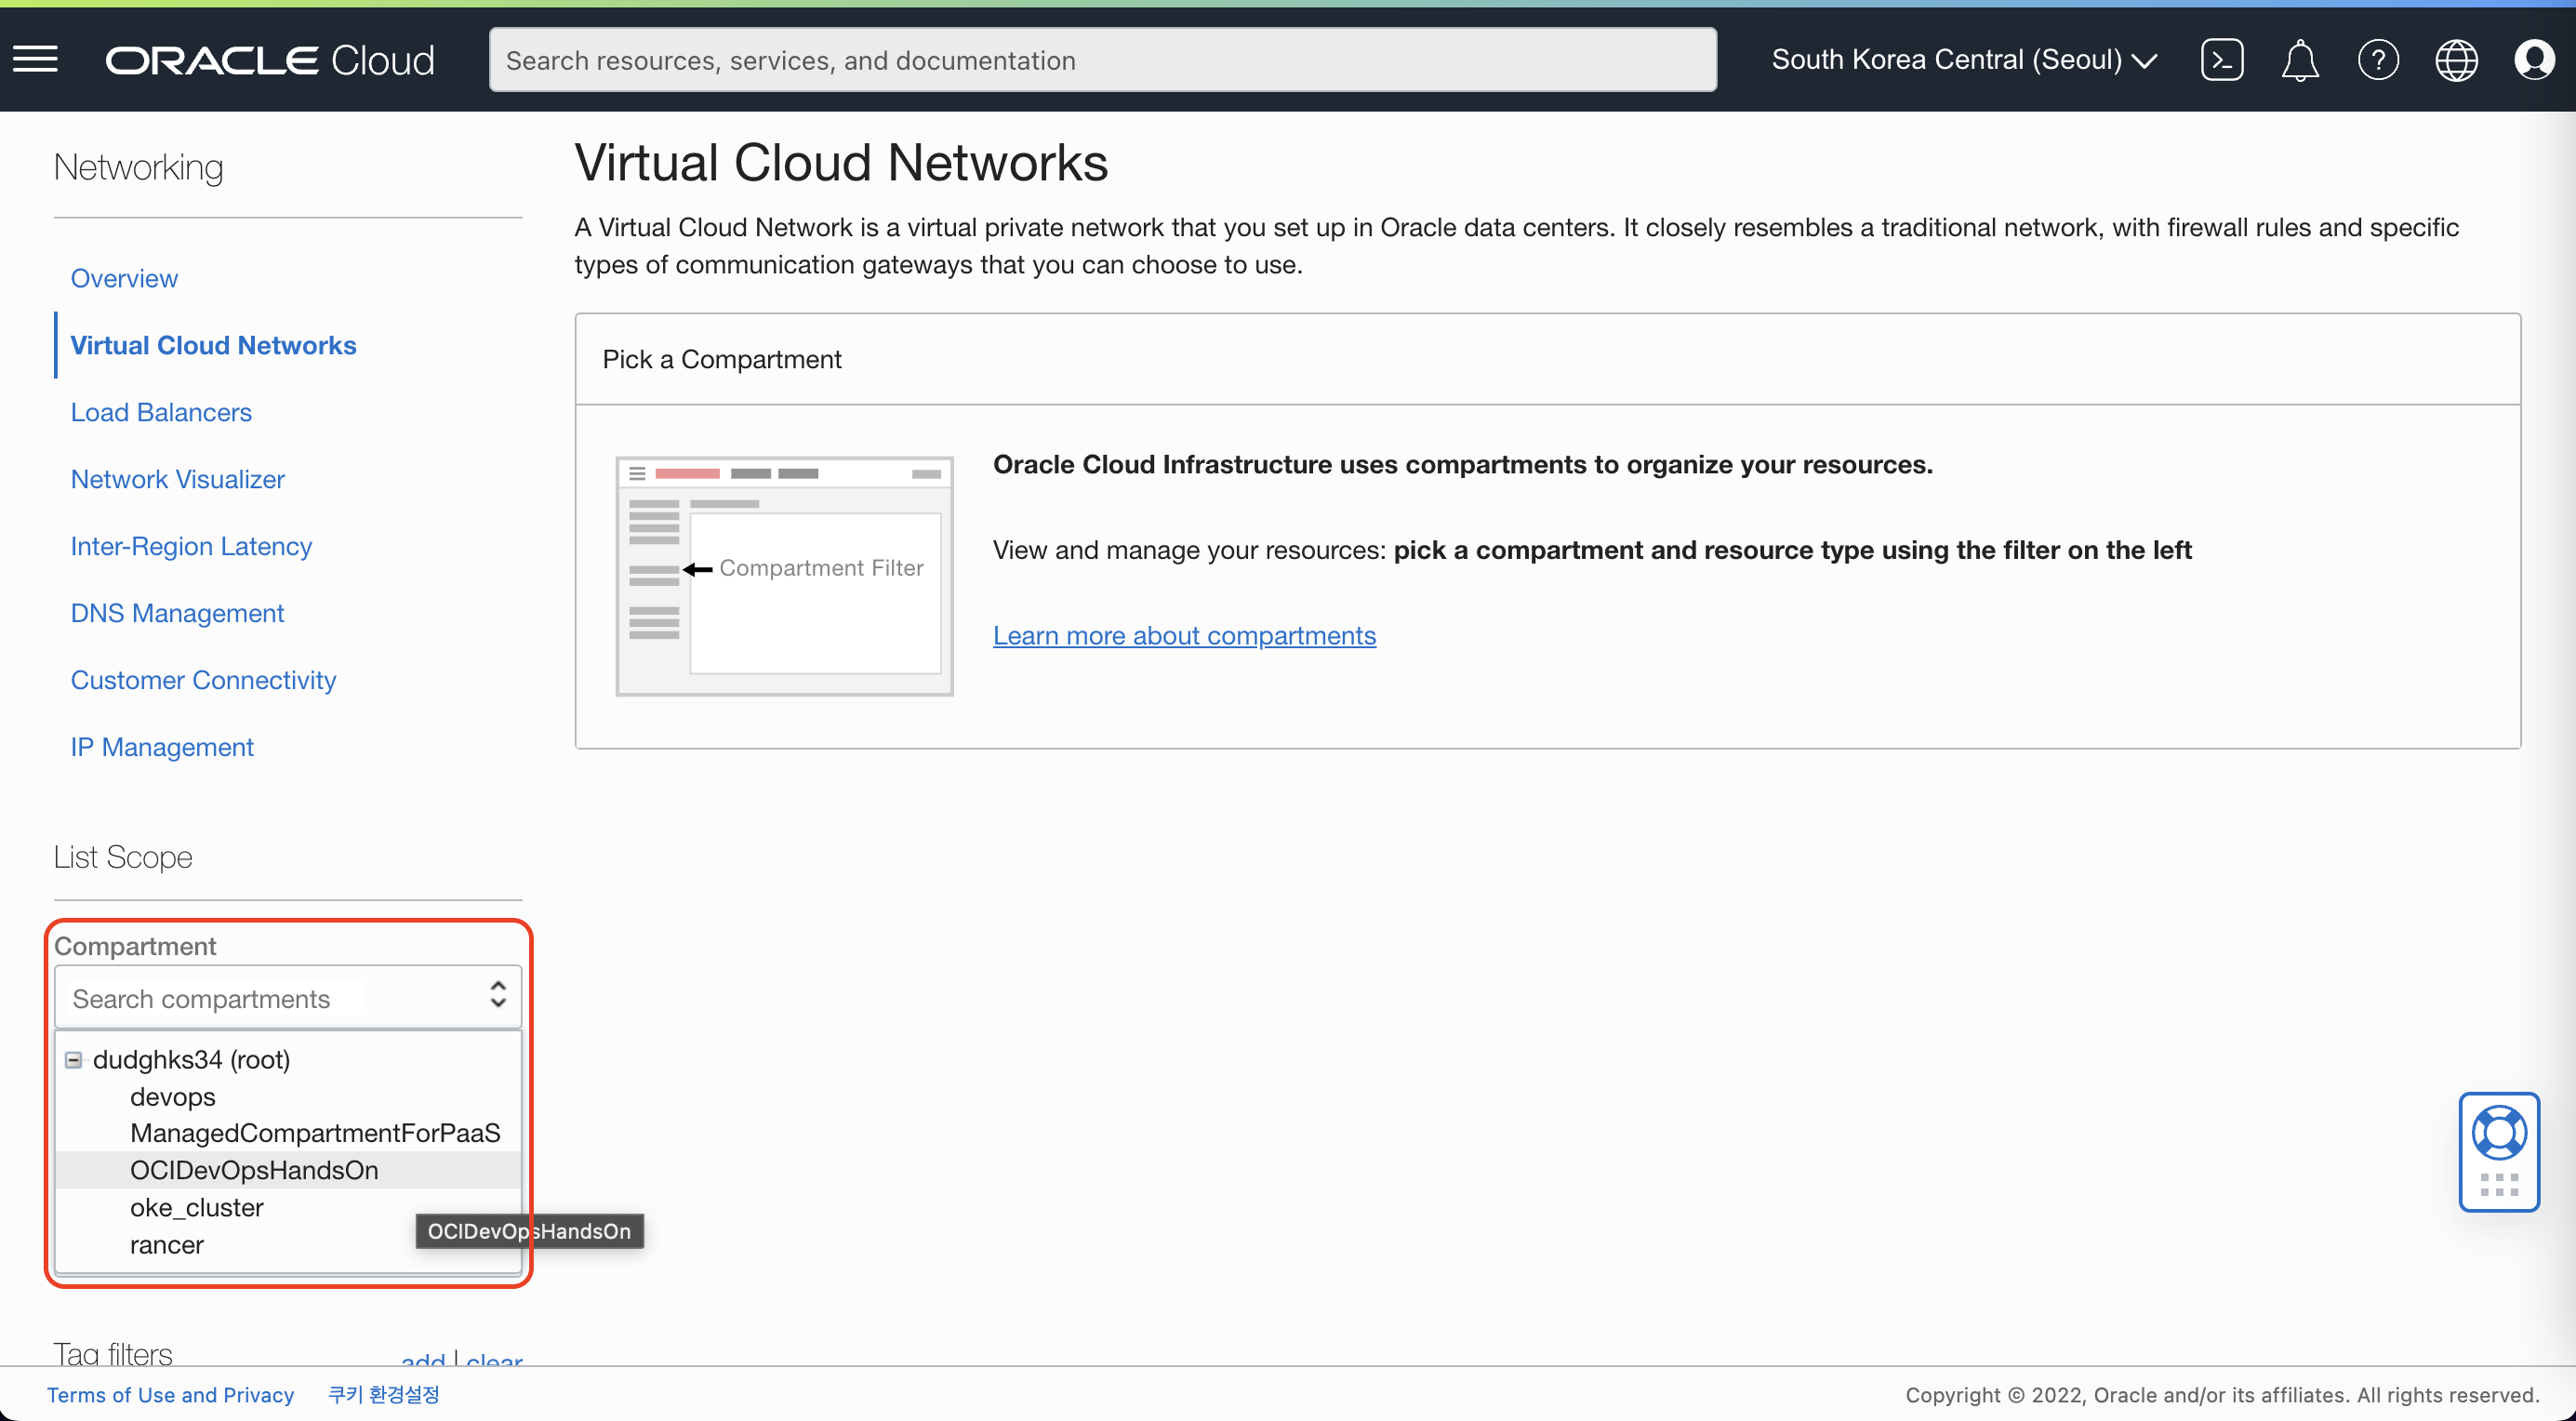 ORACLE Cloud
Search resources, services, and documentation
South Korea Central (Seoul)
Networking
Overview
Virtual Cloud Networks
Load Balancers
Network Visualizer
Inter-Region Latency
DNS Management
Customer Connectivity
IP Management
List Scope
Compartment
Search compartments
dudghks34 (root)
devops
ManagedCompartmentForPaaS
OCIDevOpsHandsOn
oke_cluster
rancer
OCIDevOpsHandsOn
Tag filters
add | clear
Virtual Cloud Networks
A Virtual Cloud Network is a virtual private network that you set up in Oracle data centers. It closely resembles a traditional network, with firewall rules and specific
types of communication gateways that you can choose to use.
Pick a Compartment
Compartment Filter
Oracle Cloud Infrastructure uses compartments to organize your resources.
View and manage your resources: pick a compartment and resource type using the filter on the left
Learn more about compartments
Terms of Use and Privacy 쿠키 환경설정
Copyright © 2022, Oracle and/or its affiliates. All rights reserved.